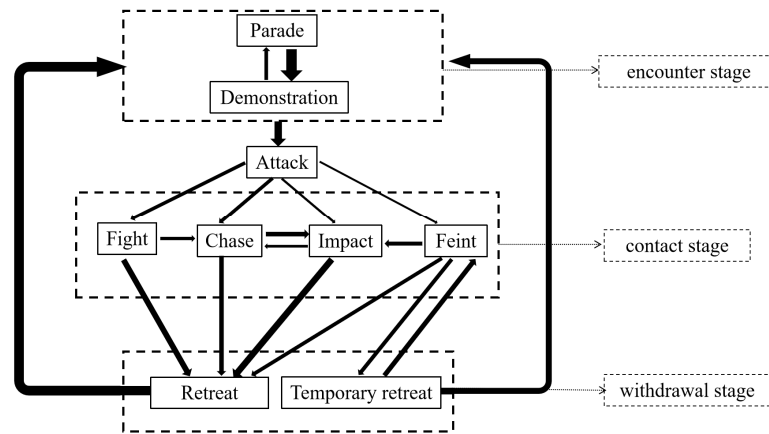 Parade
Demonstration
encounter stage
Attack
Fight
Chase
Impact
Feint
contact stage
Retreat
Temporary retreat
withdrawal stage